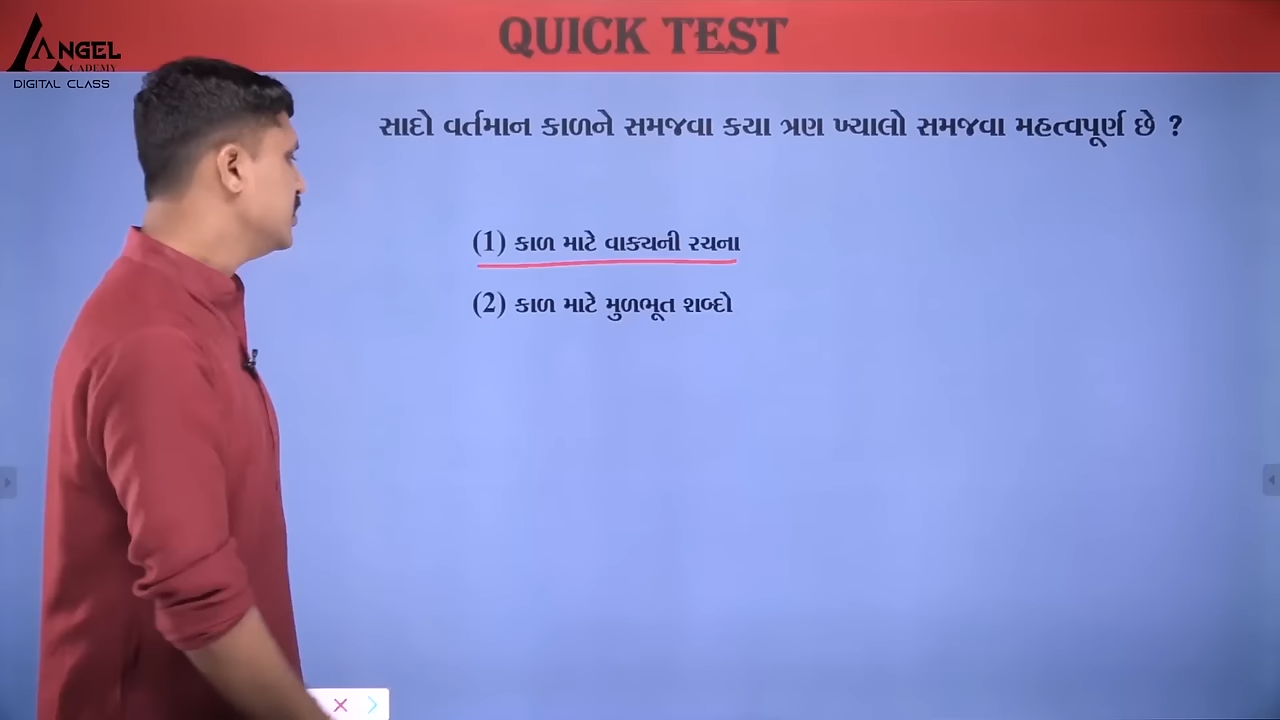 QUICK TEST
ANGEL
ACADEMY
DIGITAL CLASS
સાદો વર્તમાન કાળને સમજવા કયા ત્રણ ખ્યાલો સમજવા મહત્વપૂર્ણ છે ?
(1) કાળ માટે વાક્યની રચના
(2) કાળ માટે મુળભૂત શબ્દો